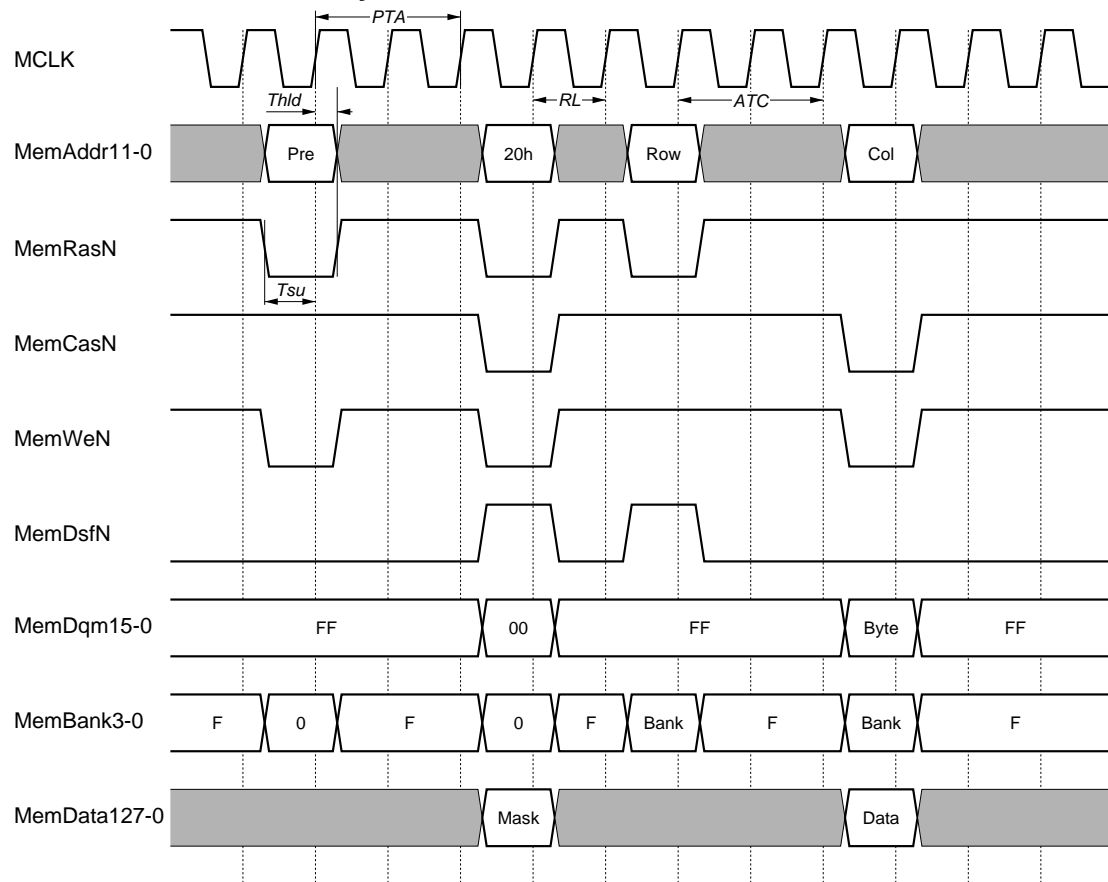 PTA
MCLK
Thld RL ATC
MemAddr11-0 Pre 20h Row Col
MemRasN
Tsu
MemCasN
MemWeN
MemDsfN
MemDqm15-0 FF 00 FF Byte FF
MemBank3-0 F 0 F 0 F Bank F Bank F
MemData127-0 Mask Data